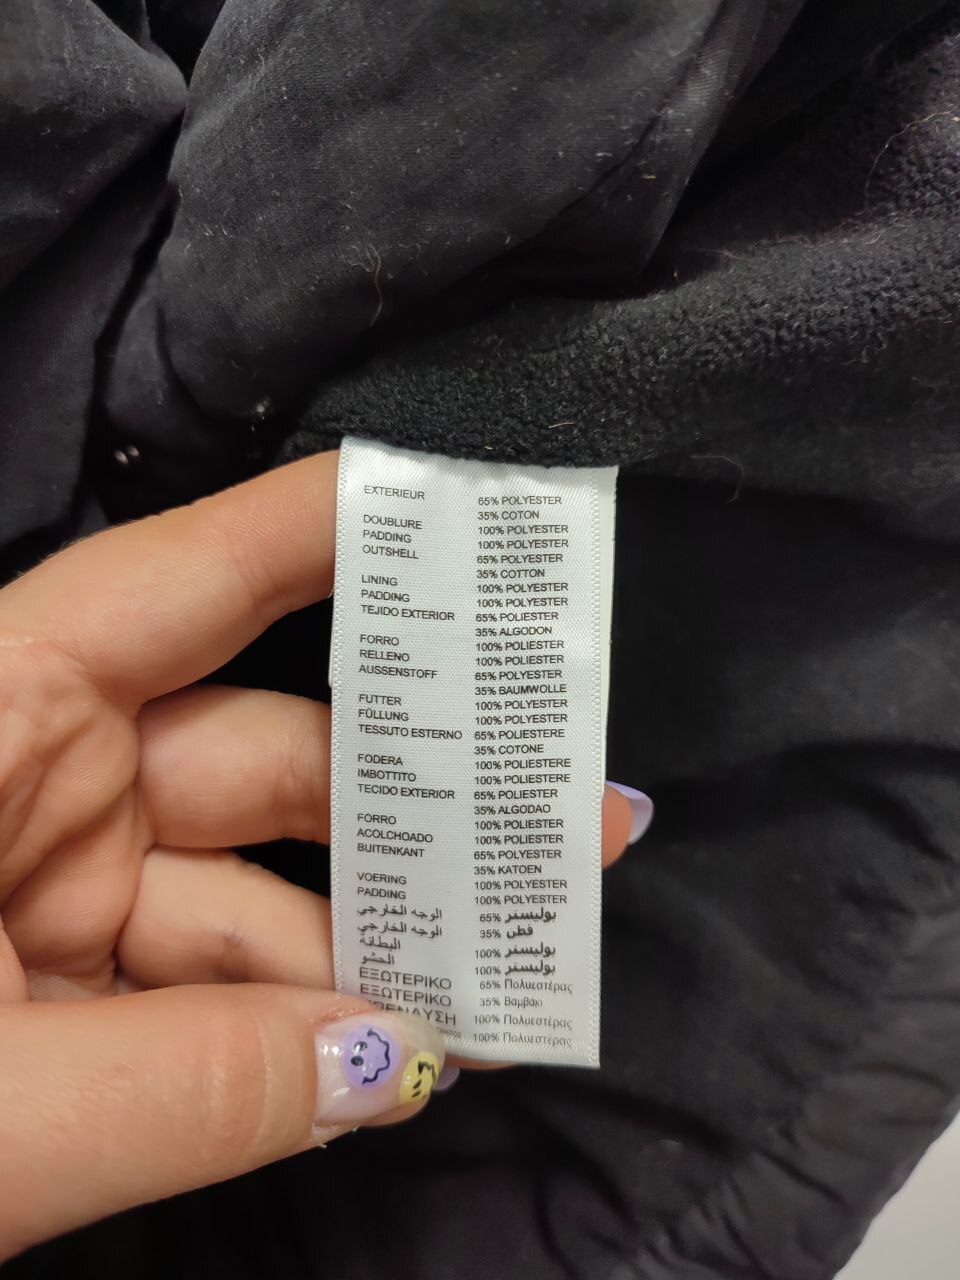 EXTERIEUR 65% POLYESTER
35% COTON
DOUBLURE 100% POLYESTER
PADDING 100% POLYESTER
OUTSHELL 65% POLYESTER
35% COTTON
LINING 100% POLYESTER
PADDING 100% POLYESTER
TEJIDO EXTERIOR 65% POLIESTER
35% ALGODON
FORRO 100% POLIESTER
RELLENO 100% POLIESTER
AUSSENSTOFF 65% POLYESTER
35% BAUMWOLLE
FUTTER 100% POLYESTER
FÜLLUNG 100% POLYESTER
TESSUTO ESTERNO 65% POLIESTERE
35% COTONE
FODERA 100% POLIESTERE
IMBOTTITO 100% POLIESTERE
TECIDO EXTERIOR 65% POLIESTER
35% ALGODAO
FORRO 100% POLIESTER
ACOLCHOADO 100% POLIESTER
BUITENKANT 65% POLYESTER
35% KATOEN
VOERING 100% POLYESTER
PADDING 100% POLYESTER
الوجه الخارجي 65% بوليستر
الوجه الخارجي 35% قطن
البطانة 100% بوليستر
الحشو 100% بوليستر
ΕΞΩΤΕΡΙΚΟ 65% Πολυεστέρας
ΕΞΩΤΕΡΙΚΟ 35% Βαμβάκι
100% Πολυεστέρας
100% Πολυεστέρας